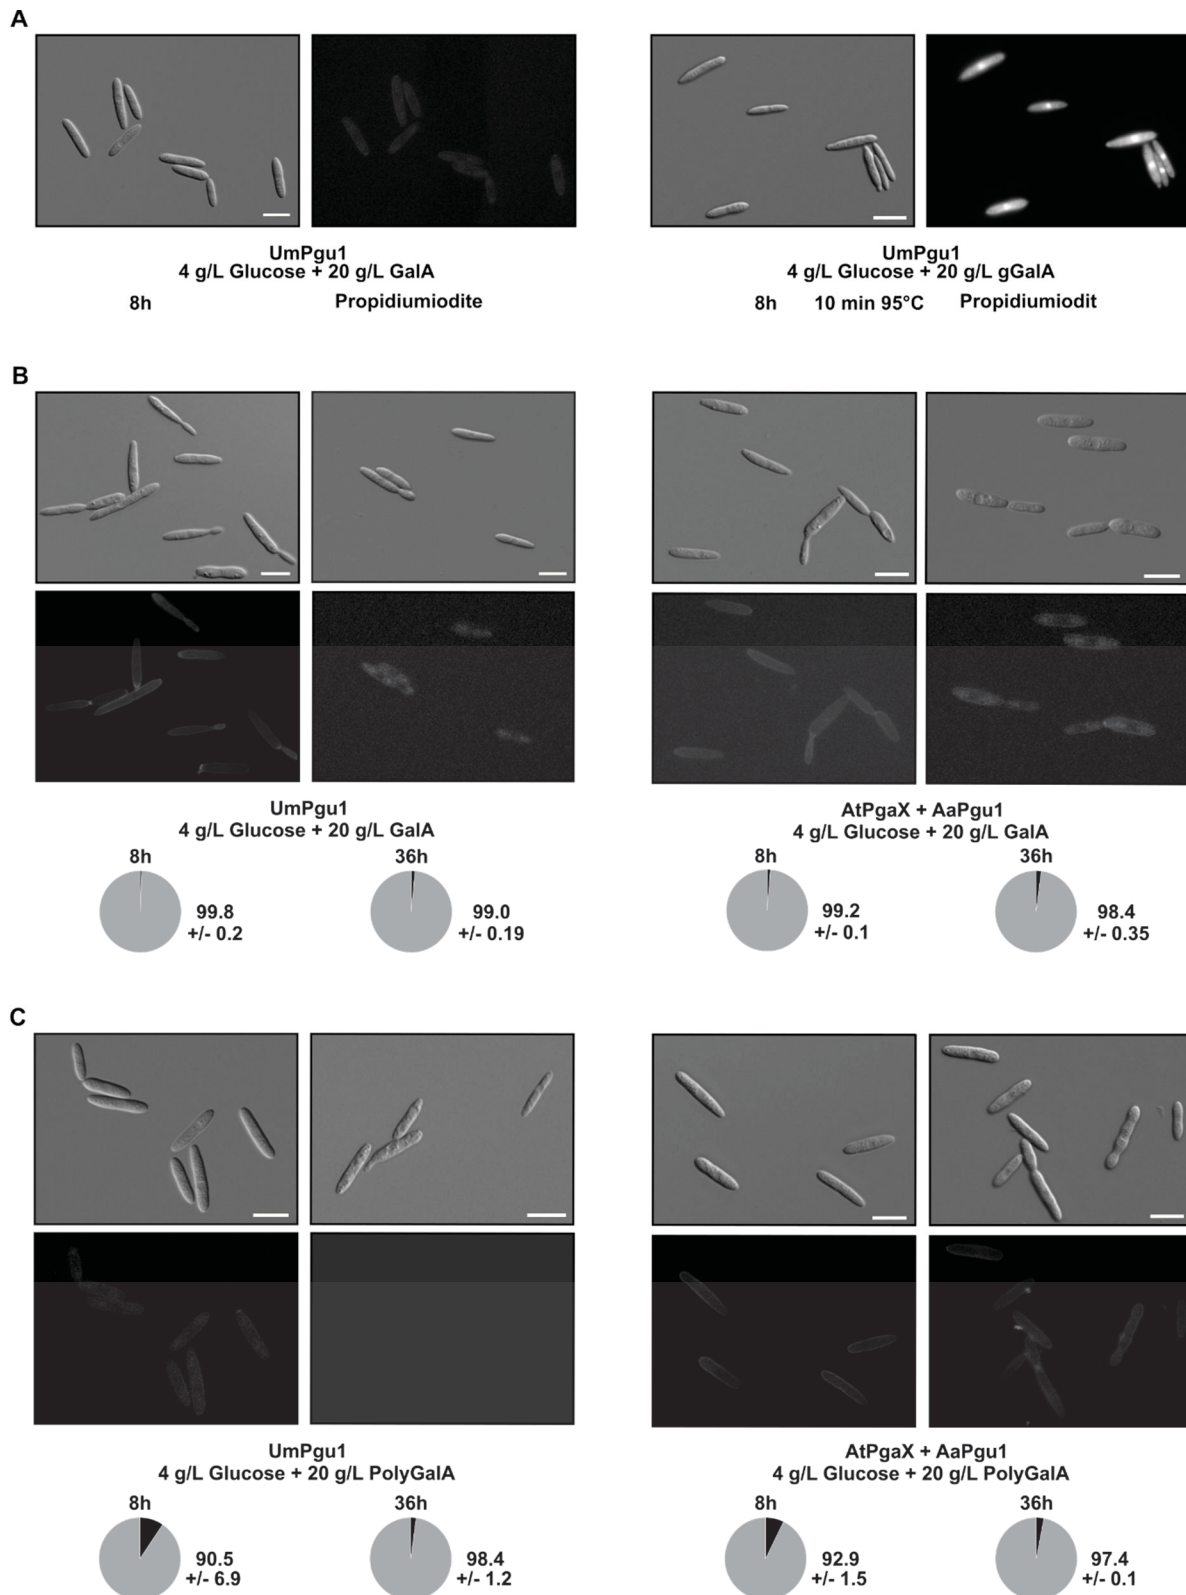 A
UmPgu1
4 g/L Glucose + 20 g/L GalA
8h Propidiumiodite
UmPgu1
4 g/L Glucose + 20 g/L gGalA
8h 10 min 95°C Propidiumiodit
B
UmPgu1
4 g/L Glucose + 20 g/L GalA
8h 36h
99.8 99.0
+/- 0.2 +/- 0.19
AtPgaX + AaPgu1
4 g/L Glucose + 20 g/L GalA
8h 36h
99.2 98.4
+/- 0.1 +/- 0.35
C
UmPgu1
4 g/L Glucose + 20 g/L PolyGalA
8h 36h
90.5 98.4
+/- 6.9 +/- 1.2
AtPgaX + AaPgu1
4 g/L Glucose + 20 g/L PolyGalA
8h 36h
92.9 97.4
+/- 1.5 +/- 0.1